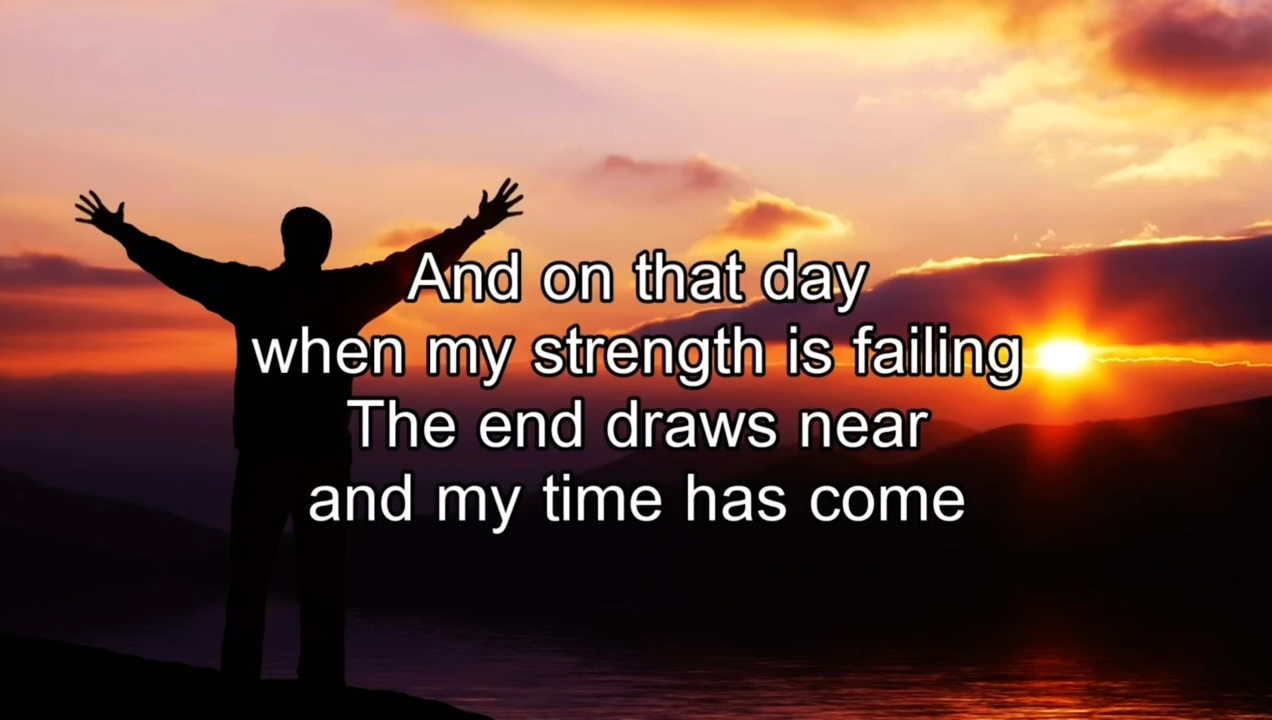 And on that day
when my strength is failing
The end draws near
and my time has come